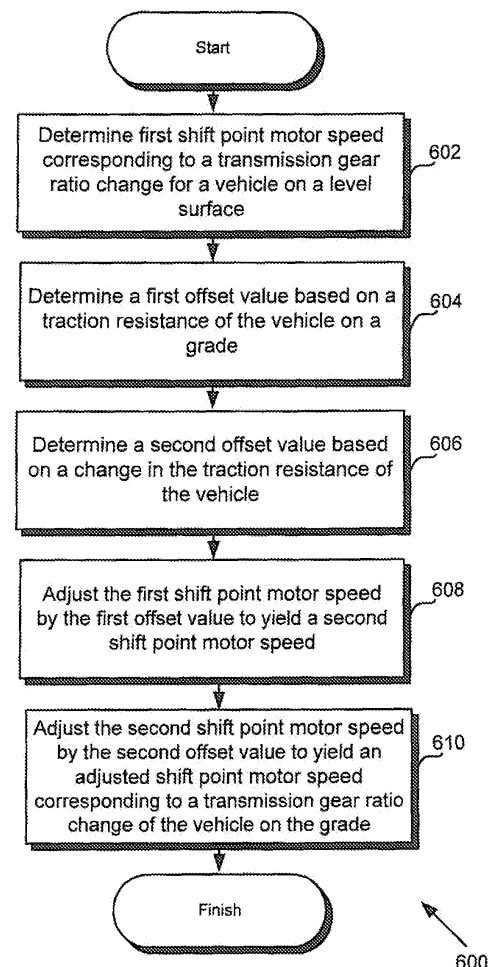 Start
Determine first shift point motor speed
corresponding to a transmission gear
ratio change for a vehicle on a level
surface
602
Determine a first offset value based on a
traction resistance of the vehicle on a
grade
604
Determine a second offset value based
on a change in the traction resistance of
the vehicle
606
Adjust the first shift point motor speed
by the first offset value to yield a second
shift point motor speed
608
Adjust the second shift point motor speed
by the second offset value to yield an
adjusted shift point motor speed
corresponding to a transmission gear ratio
change of the vehicle on the grade
610
Finish
600